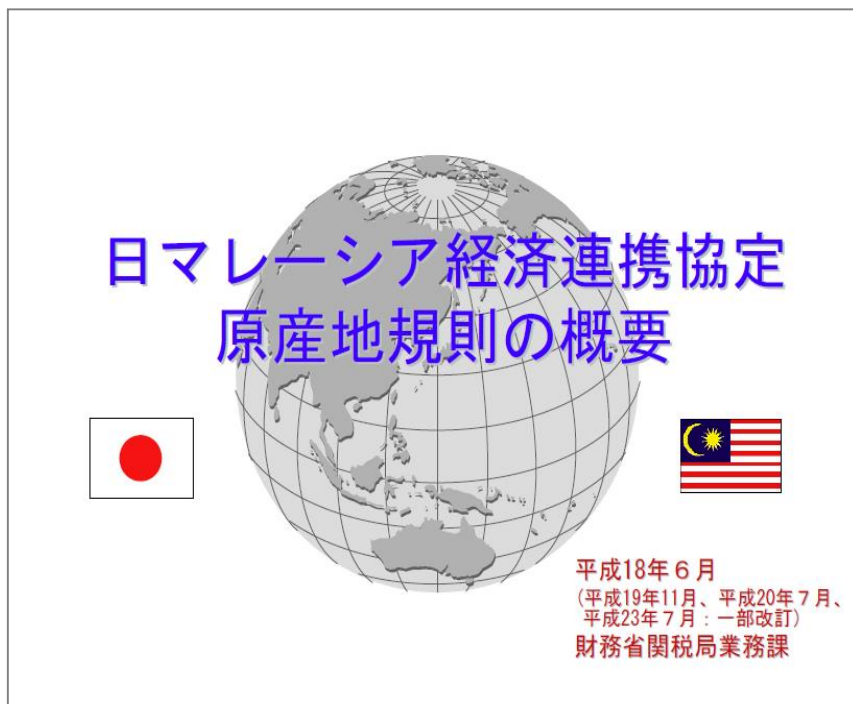 日マレーシア経済連携協定
原産地規則の概要
平成18年６月
(平成19年11月、平成20年７月、
平成23年７月：一部改訂)
財務省関税局業務課